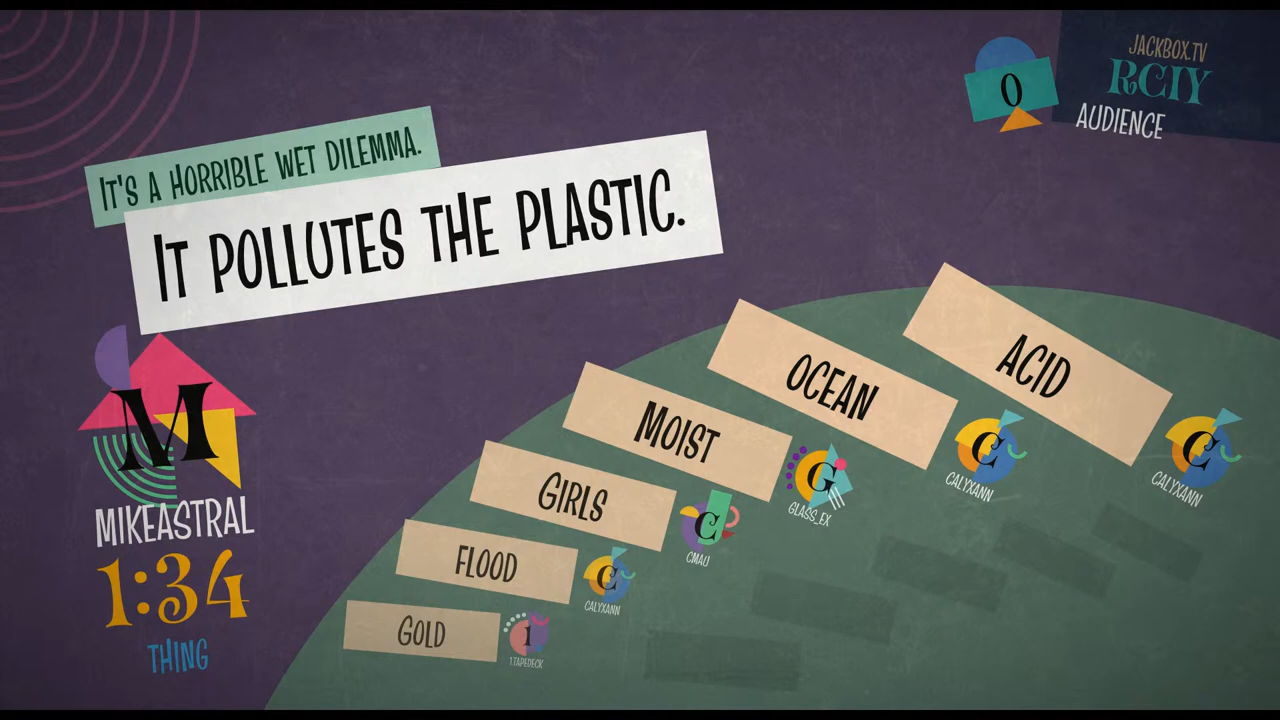 JACKBOX.TV
RCIY
0
AUDIENCE
IT'S A HORRIBLE WET DILEMMA.
IT POLLUTES THE PLASTIC.
M
MIKEASTRAL
1:34
THING
ACID
C
CALYXANN
OCEAN
C
CALYXANN
MOIST
G
GLASS_EX
GIRLS
C
CMAU
FLOOD
C
CALYXANN
GOLD
1
1TAPEDECK